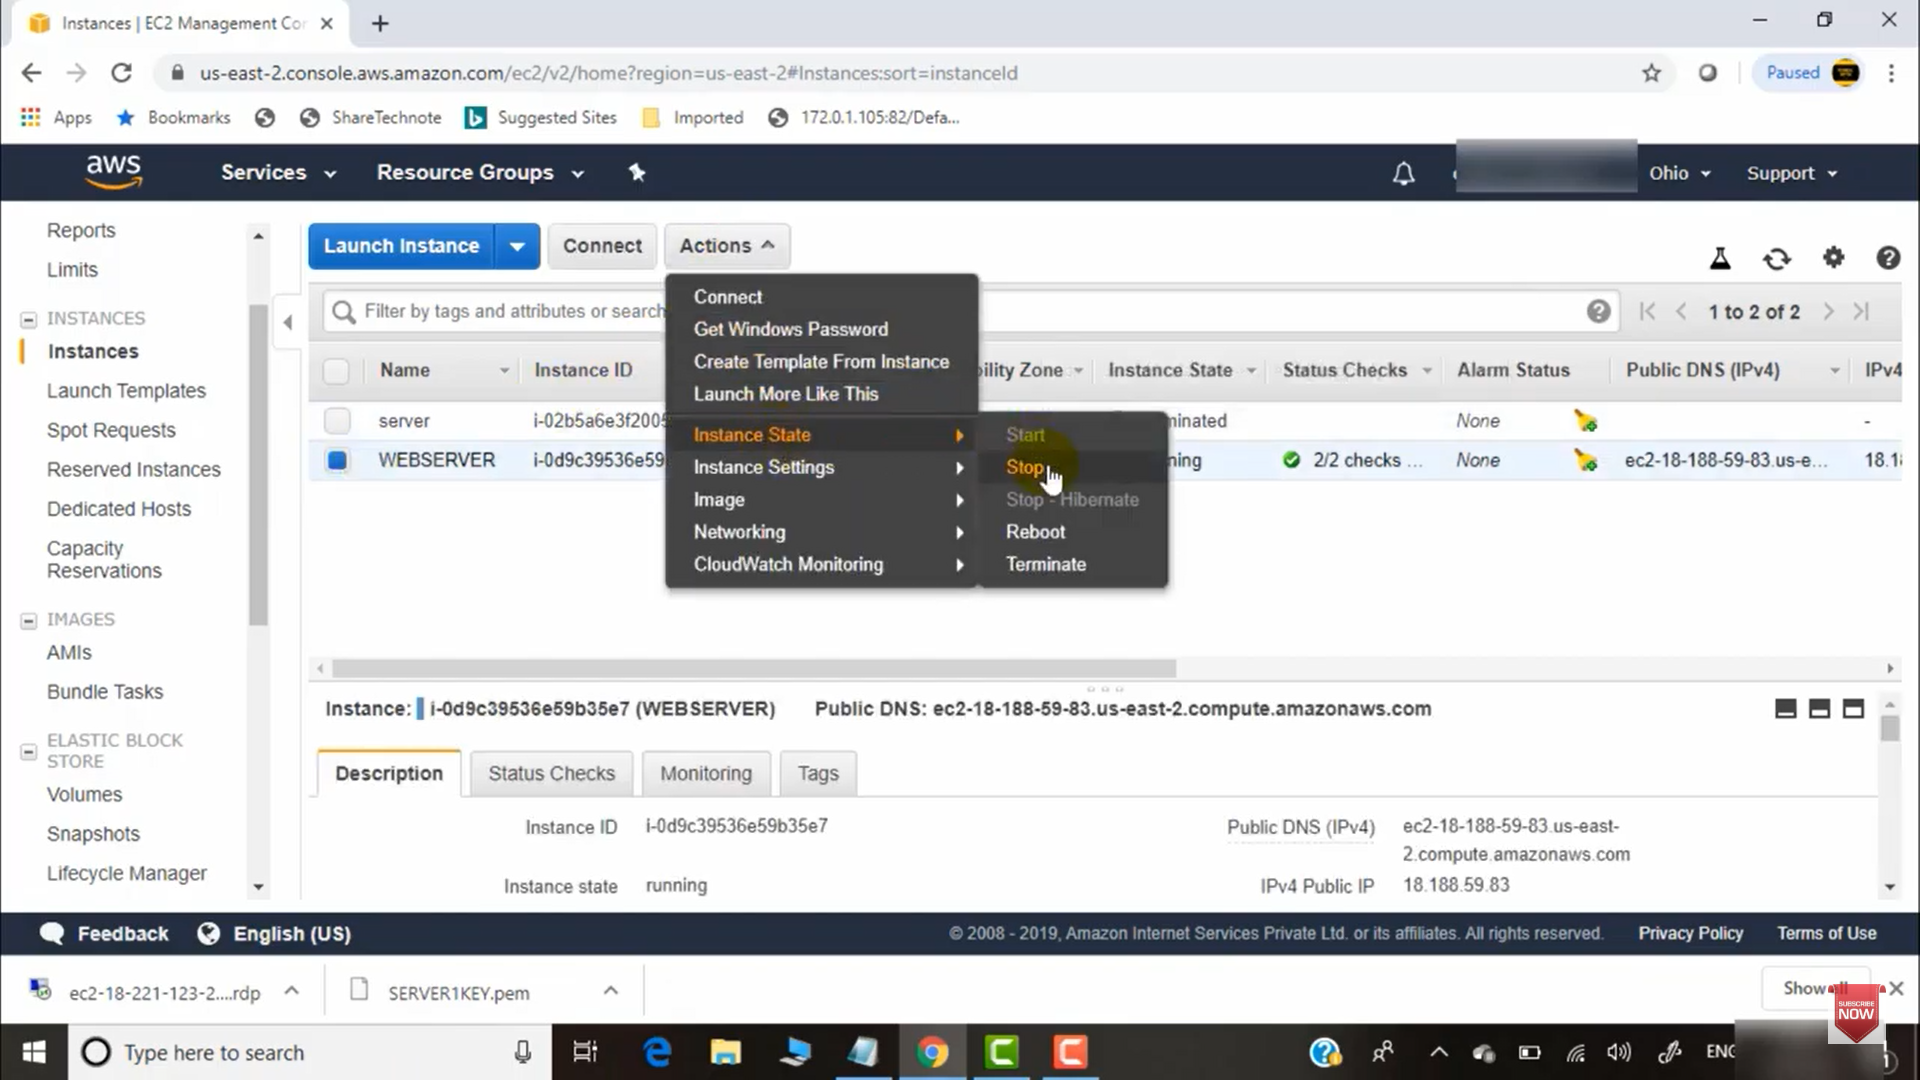 Instances | EC2 Management Cor
us-east-2.console.aws.amazon.com/ec2/v2/home?region=us-east-2#Instances:sort=instanceId
Paused
Apps
Bookmarks
ShareTechnote
Suggested Sites
Imported
172.0.1.105:82/Defa...
aws
Services
Resource Groups
Ohio
Support
Reports
Limits
INSTANCES
Instances
Launch Templates
Spot Requests
Reserved Instances
Dedicated Hosts
Capacity
Reservations
IMAGES
AMIs
Bundle Tasks
ELASTIC BLOCK
STORE
Volumes
Snapshots
Lifecycle Manager
Launch Instance
Connect
Actions
Filter by tags and attributes or search
1 to 2 of 2
Connect
Get Windows Password
Create Template From Instance
Launch More Like This
Instance State
Instance Settings
Image
Networking
CloudWatch Monitoring
Start
Stop
Stop - Hibernate
Reboot
Terminate
Name
Instance ID
bility Zone
Instance State
Status Checks
Alarm Status
Public DNS (IPv4)
IPv4
server
i-02b5a6e3f2005
minated
None
-
WEBSERVER
i-0d9c39536e59
ning
2/2 checks ...
None
ec2-18-188-59-83.us-e...
18.1
Instance: i-0d9c39536e59b35e7 (WEBSERVER) Public DNS: ec2-18-188-59-83.us-east-2.compute.amazonaws.com
Description
Status Checks
Monitoring
Tags
Instance ID i-0d9c39536e59b35e7
Public DNS (IPv4) ec2-18-188-59-83.us-east-
2.compute.amazonaws.com
Instance state running
IPv4 Public IP 18.188.59.83
Feedback
English (US)
© 2008 - 2019, Amazon Internet Services Private Ltd. or its affiliates. All rights reserved.
Privacy Policy
Terms of Use
ec2-18-221-123-2....rdp
SERVER1KEY.pem
Show all
SUBSCRIBE
NOW
Type here to search
ENG